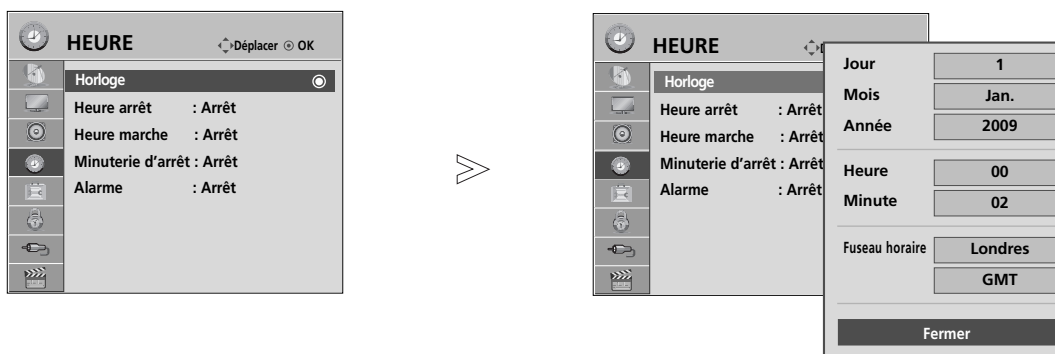 HEURE
Déplacer OK
Horloge
Heure arrêt : Arrêt
Heure marche : Arrêt
Minuterie d’arrêt : Arrêt
Alarme : Arrêt
HEURE
Horloge
Heure arrêt : Arrêt
Heure marche : Arrêt
Minuterie d’arrêt : Arrêt
Alarme : Arrêt
Jour 1
Mois Jan.
Année 2009
Heure 00
Minute 02
Fuseau horaire Londres
GMT
Fermer